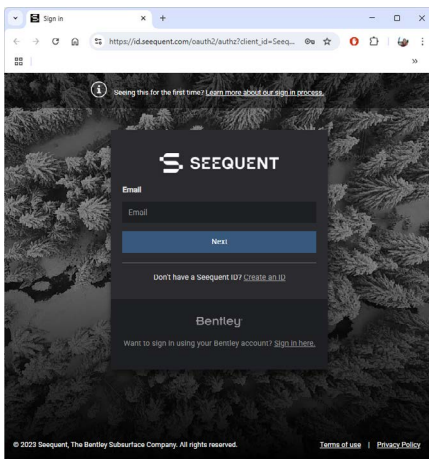 Sign in
https://id.seequent.com/oauth2/authz?client_id=Seeq...
Seeing this for the first time? Learn more about our sign in process.
SEEQUENT
Email
Email
Next
Don't have a Seequent ID? Create an ID
Bentley
Want to sign in using your Bentley account? Sign in here.
© 2023 Seequent, The Bentley Subsurface Company. All rights reserved. Terms of use | Privacy Policy